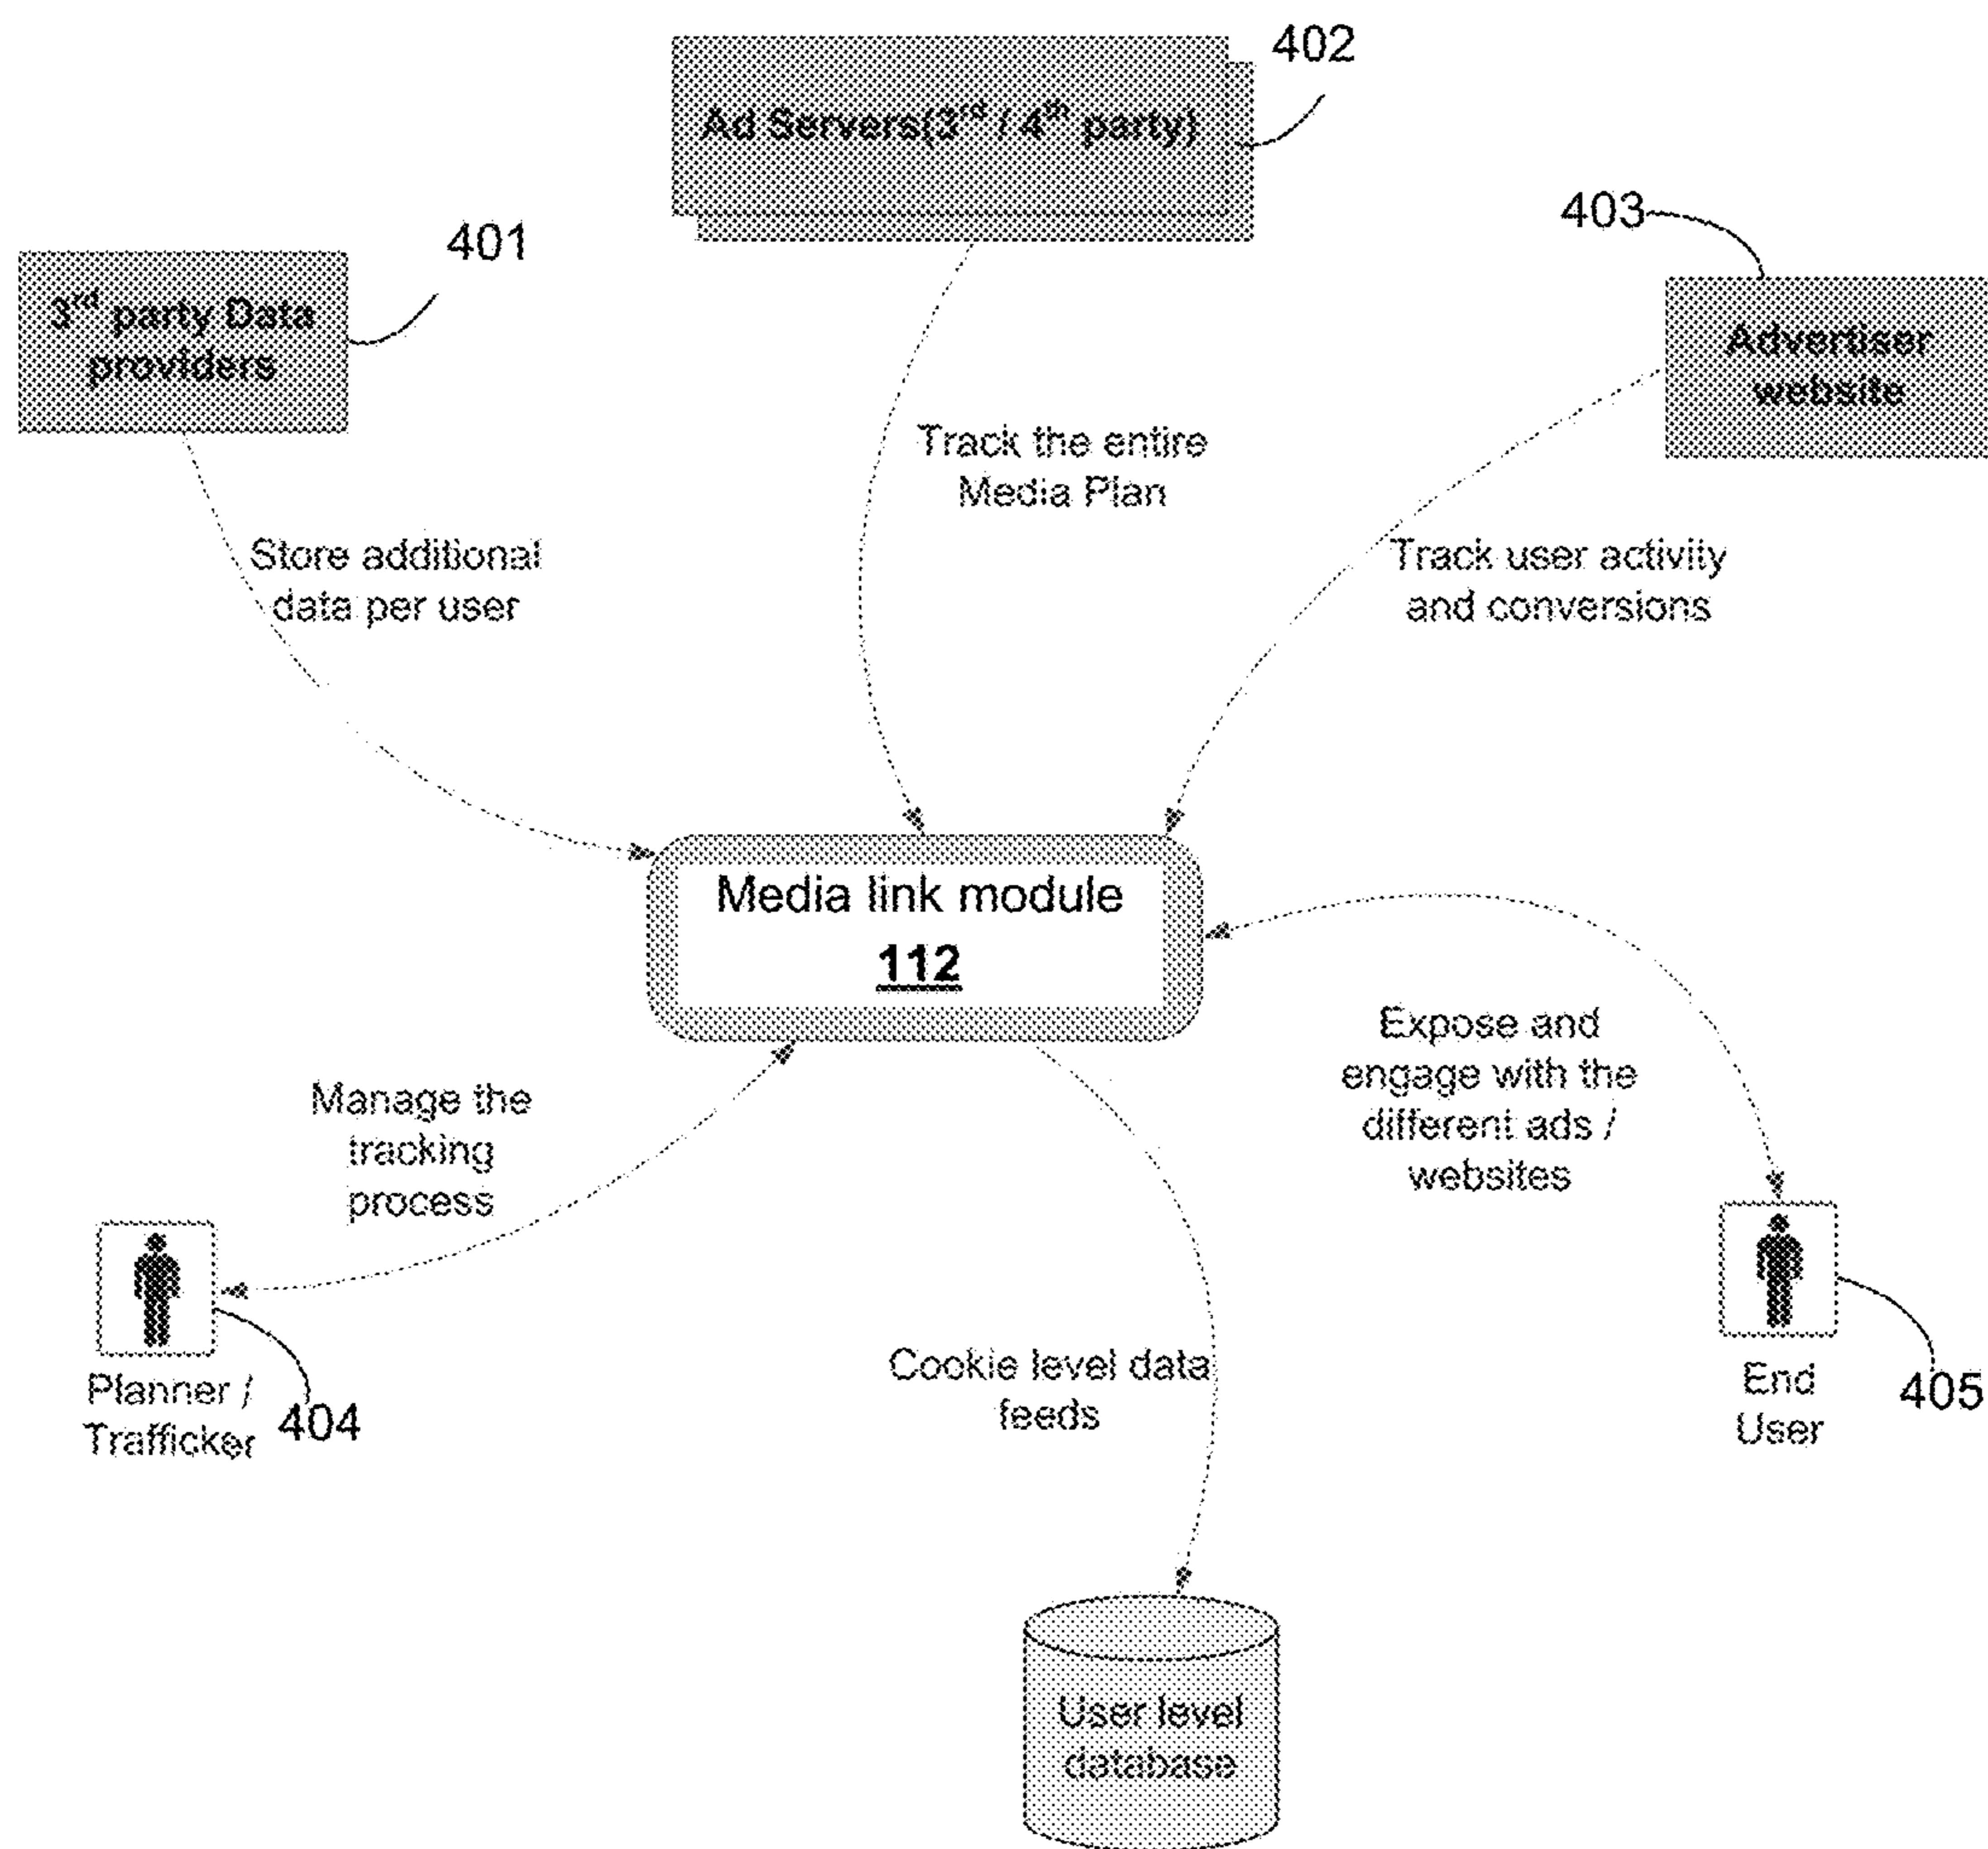 402
Ad Servers(3rd / 4th party)
403
401
3rd party Data
providers
Advertiser
website
Track the entire
Media Plan
Store additional
data per user
Track user activity
and conversions
Media link module
112
Expose and
engage with the
different ads /
websites
Manage the
tracking
process
Planner /
Trafficker
404
Cookie level data
feeds
End
User
405
User level
database